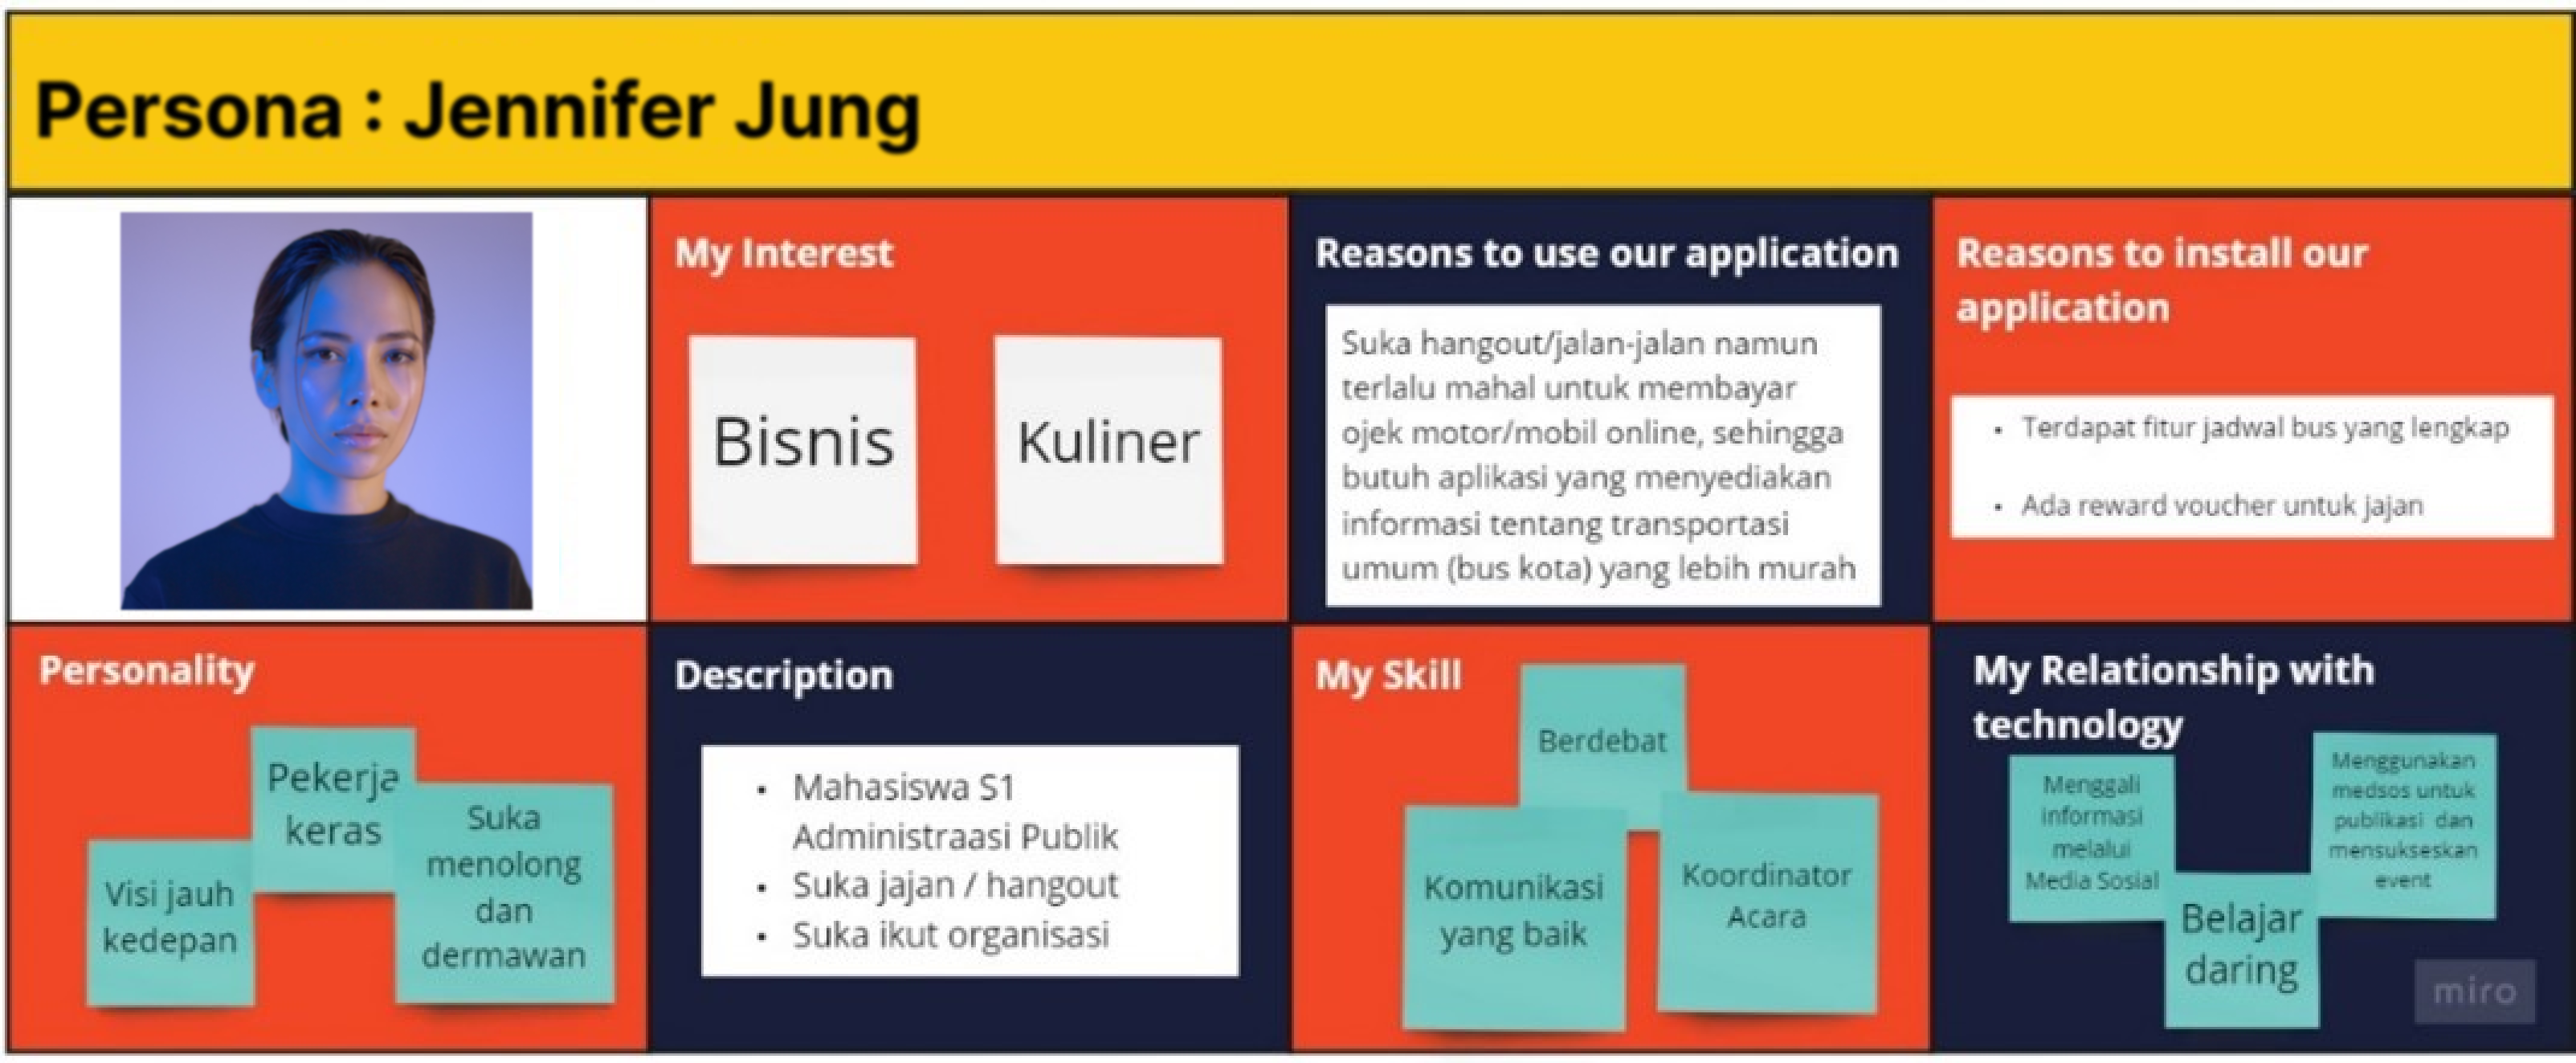 Persona : Jennifer Jung
My Interest
Bisnis
Kuliner
Reasons to use our application
Suka hangout/jalan-jalan namun
terlalu mahal untuk membayar
ojek motor/mobil online, sehingga
butuh aplikasi yang menyediakan
informasi tentang transportasi
umum (bus kota) yang lebih murah
Reasons to install our
application
• Terdapat fitur jadwal bus yang lengkap
• Ada reward voucher untuk jajan
Personality
Pekerja
keras
Visi jauh
kedepan
Suka
menolong
dan
dermawan
Description
• Mahasiswa S1
Administraasi Publik
• Suka jajan / hangout
• Suka ikut organisasi
My Skill
Berdebat
Komunikasi
yang baik
Koordinator
Acara
My Relationship with
technology
Menggali
informasi
melalui
Media Sosial
Belajar
daring
Menggunakan
medsos untuk
publikasi dan
mensukseskan
event
miro